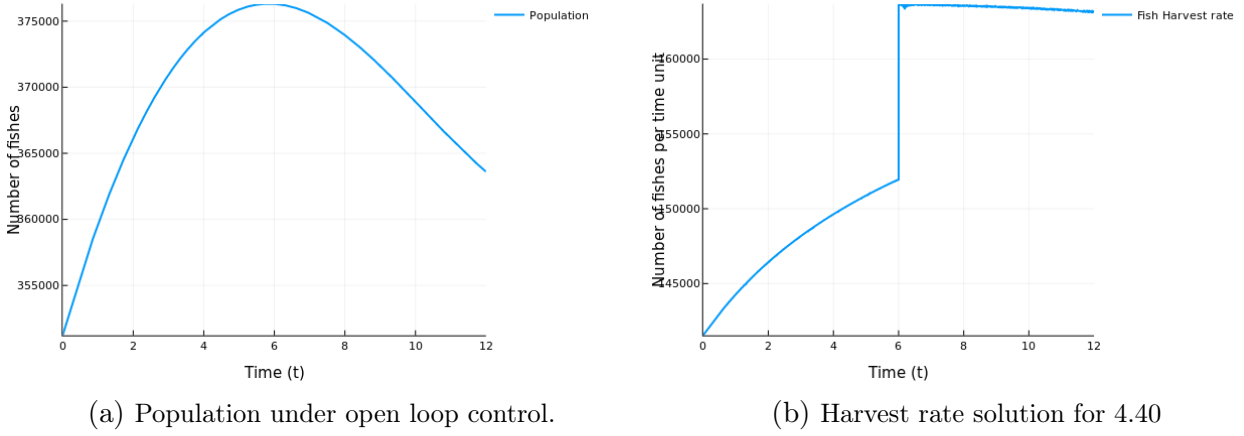 375000
370000
365000
360000
355000
Number of fishes
0 2 4 6 8 10 12
Time (t)
Population
160000
155000
150000
145000
Number of fishes per time unit
0 2 4 6 8 10 12
Time (t)
Fish Harvest rate
(a) Population under open loop control.
(b) Harvest rate solution for 4.40